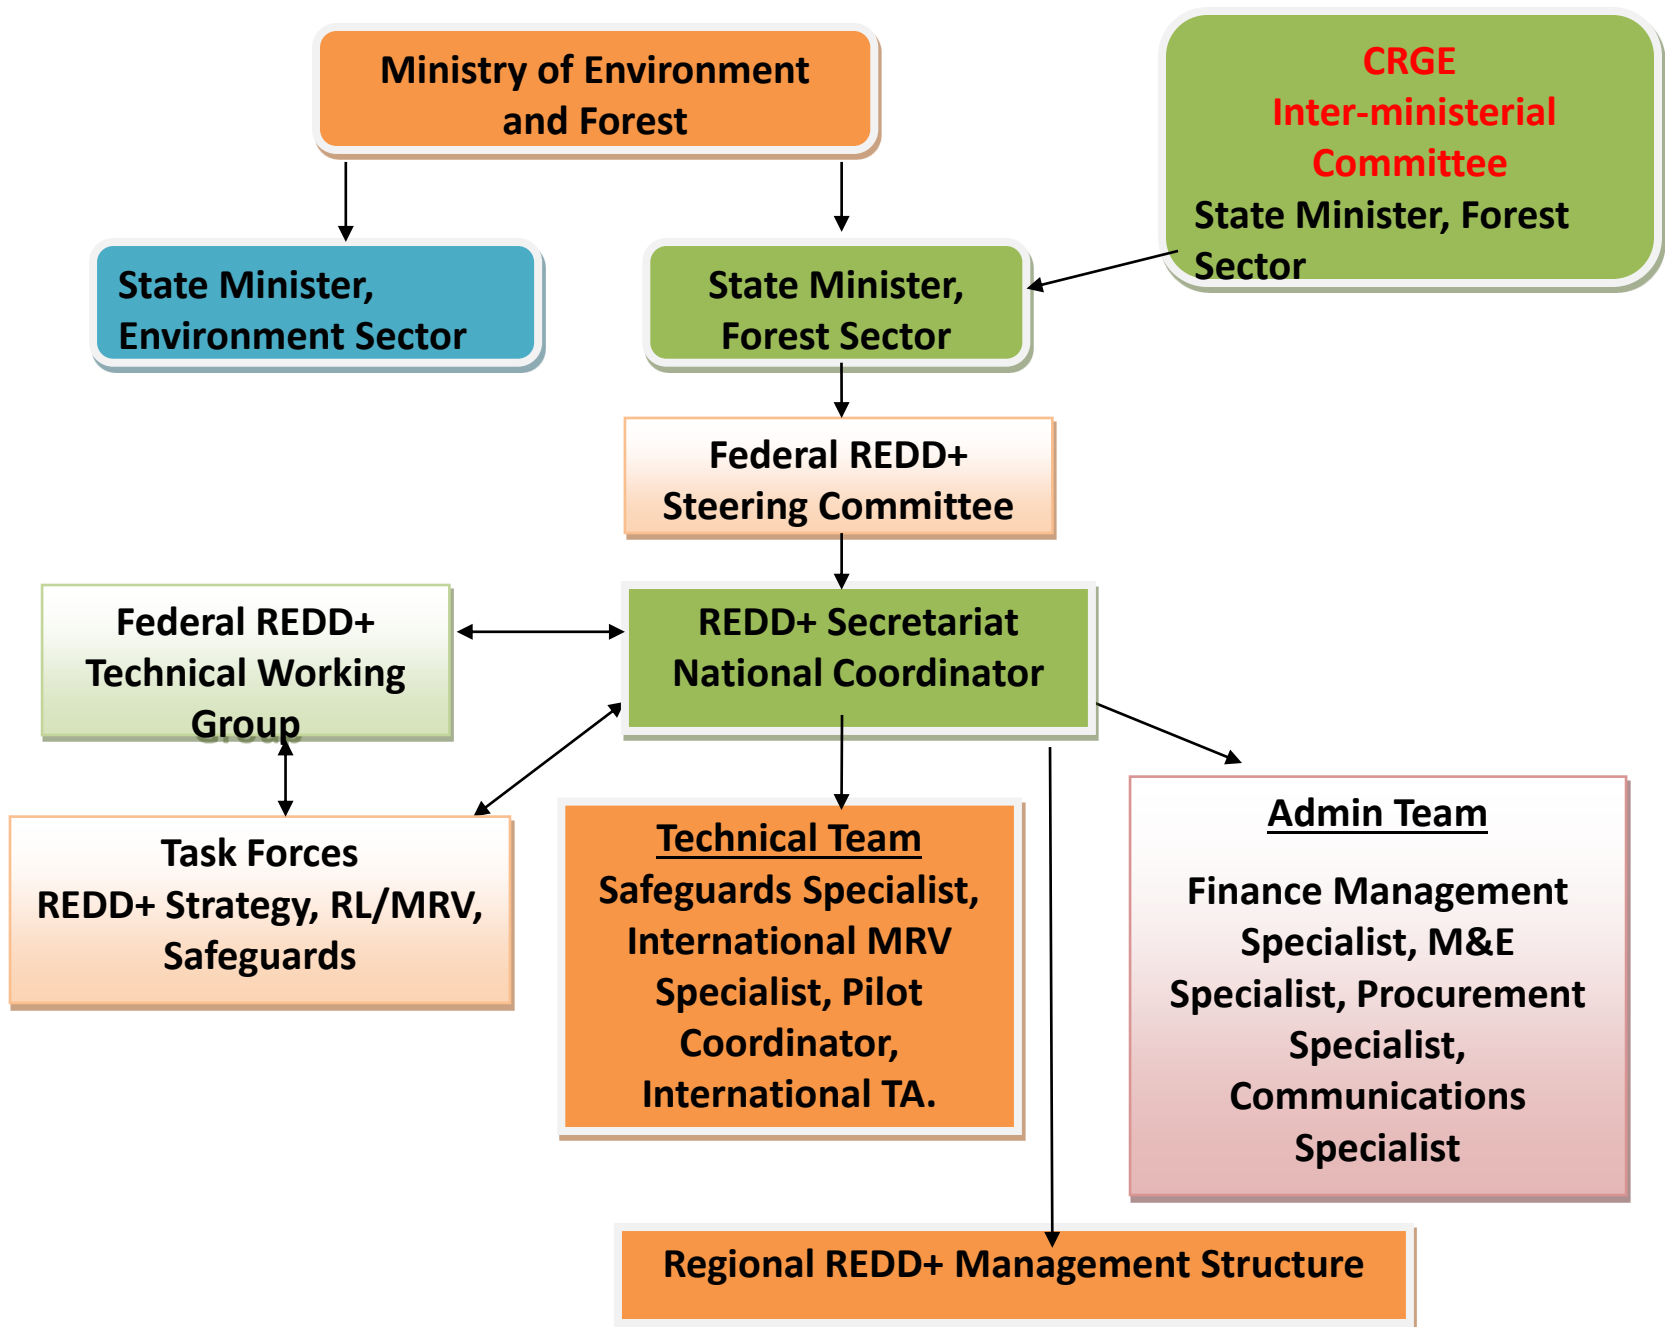 Ministry of Environment
and Forest
CRGE
Inter-ministerial
Committee
State Minister, Forest
Sector
State Minister,
Environment Sector
State Minister,
Forest Sector
Federal REDD+
Steering Committee
Federal REDD+
Technical Working
Group
REDD+ Secretariat
National Coordinator
Task Forces
REDD+ Strategy, RL/MRV,
Safeguards
Technical Team
Safeguards Specialist,
International MRV
Specialist, Pilot
Coordinator,
International TA.
Admin Team
Finance Management
Specialist, M&E
Specialist, Procurement
Specialist,
Communications
Specialist
Regional REDD+ Management Structure